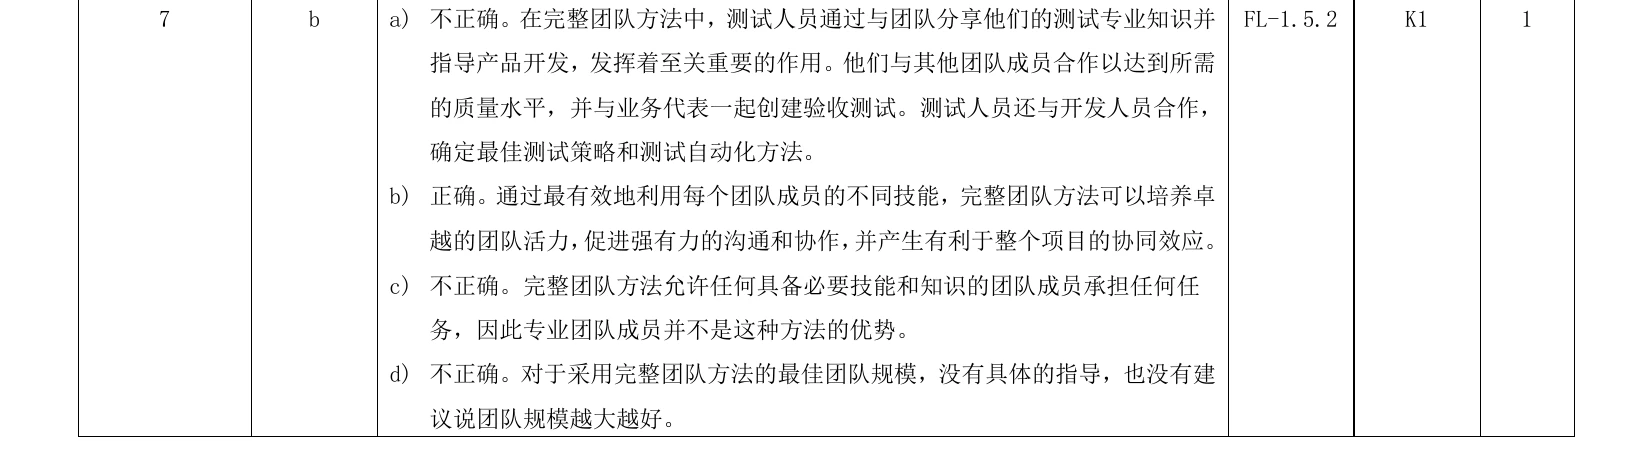 7 b a) 不正确。在完整团队方法中，测试人员通过与团队分享他们的测试专业知识并 FL-1.5.2 K1 1
指导产品开发，发挥着至关重要的作用。他们与其他团队成员合作以达到所需
的质量水平，并与业务代表一起创建验收测试。测试人员还与开发人员合作，
确定最佳测试策略和测试自动化方法。
b) 正确。通过最有效地利用每个团队成员的不同技能，完整团队方法可以培养卓
越的团队活力，促进强有力的沟通和协作，并产生有利于整个项目的协同效应。
c) 不正确。完整团队方法允许任何具备必要技能和知识的团队成员承担任何任
务，因此专业团队成员并不是这种方法的优势。
d) 不正确。对于采用完整团队方法的最佳团队规模，没有具体的指导，也没有建
议说团队规模越大越好。